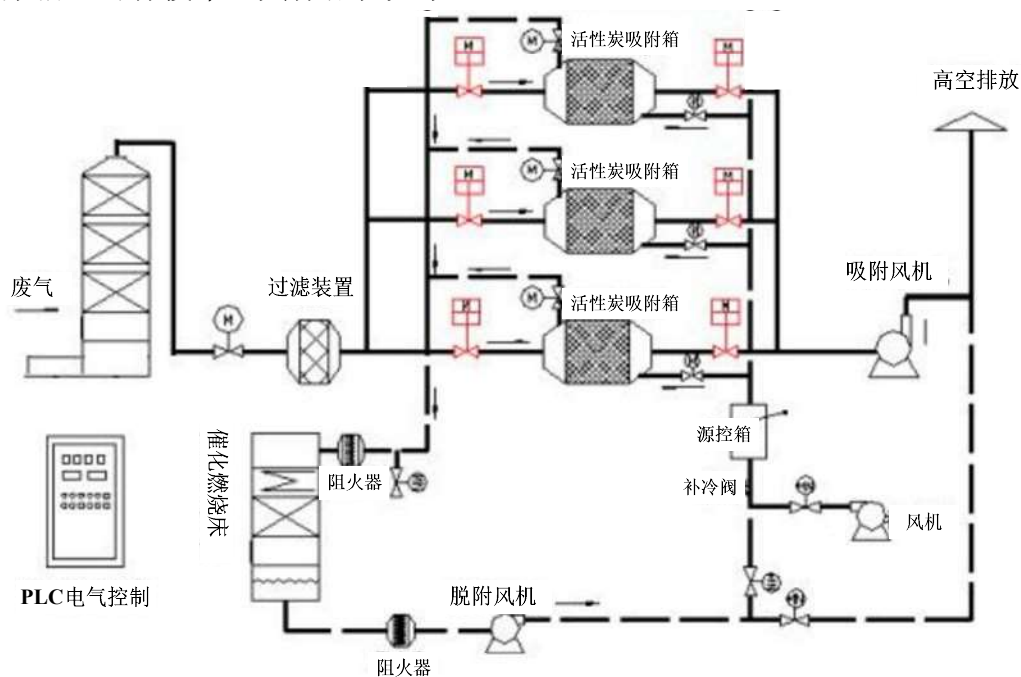 活性炭吸附箱
高空排放
活性炭吸附箱
废气
过滤装置
吸附风机
活性炭吸附箱
源控箱
催化燃烧床
阻火器
补冷阀
风机
PLC电气控制
脱附风机
阻火器